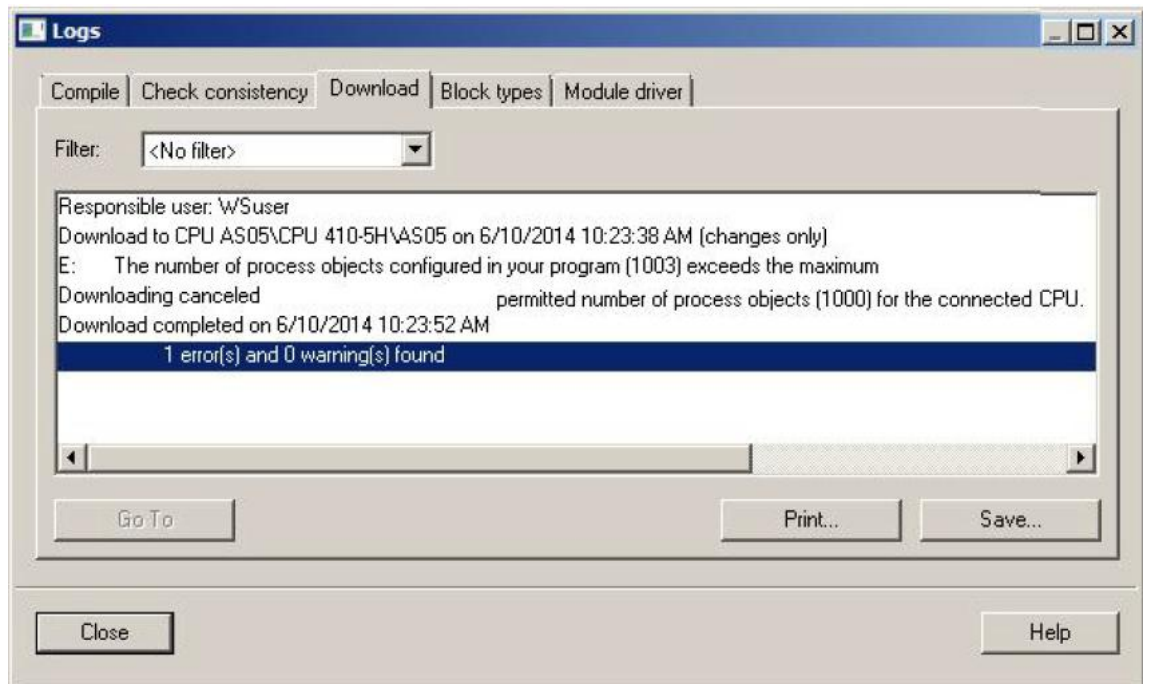 Logs
Compile Check consistency Download Block types Module driver
Filter: <No filter>
Responsible user: WSuser
Download to CPU AS05\CPU 410-5H\AS05 on 6/10/2014 10:23:38 AM (changes only)
E: The number of process objects configured in your program (1003) exceeds the maximum
Downloading canceled permitted number of process objects (1000) for the connected CPU.
Download completed on 6/10/2014 10:23:52 AM
1 error(s) and 0 warning(s) found
Go To Print... Save...
Close Help